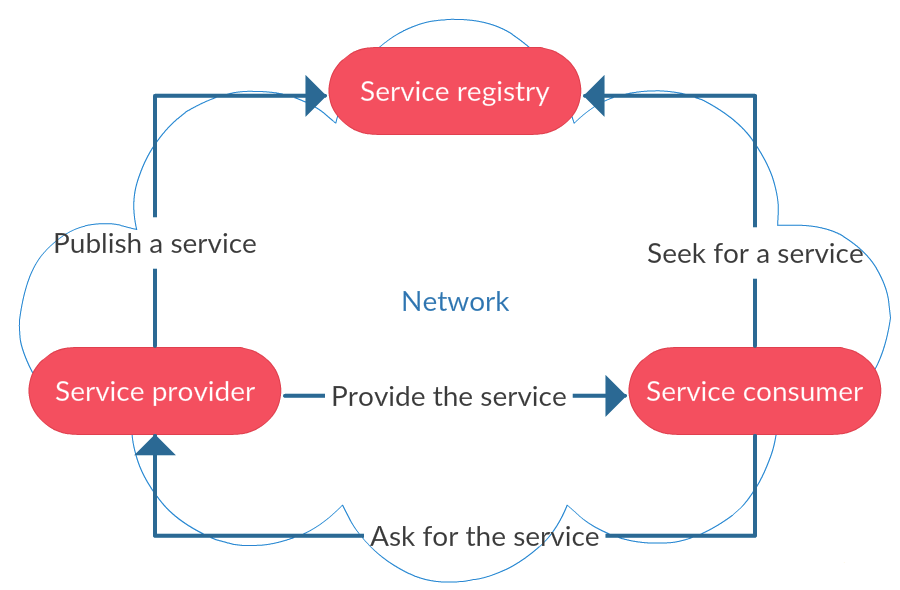 Service registry
Publish a service
Seek for a service
Network
Service provider
Provide the service
Service consumer
Ask for the service